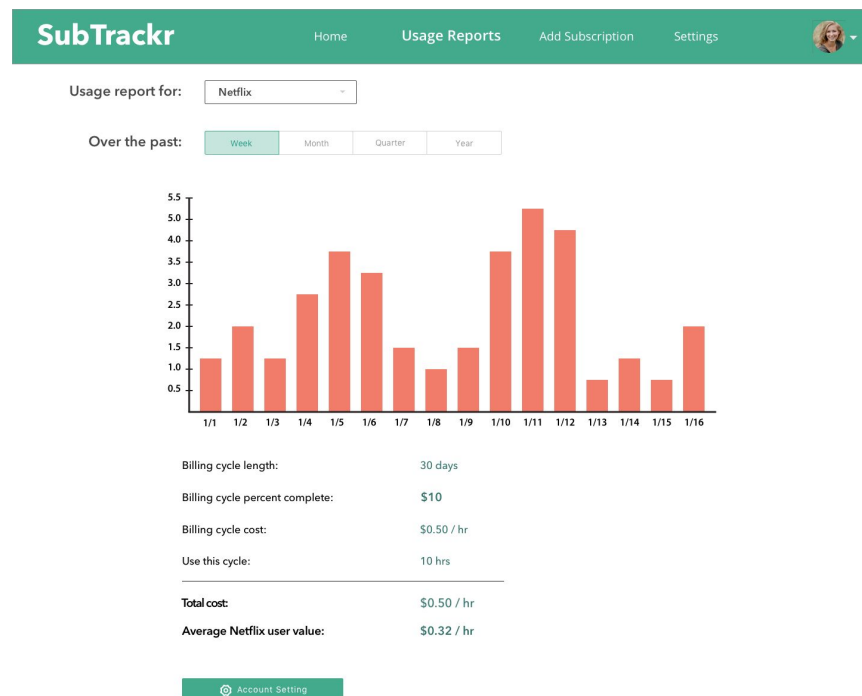 SubTrackr Home Usage Reports Add Subscription Settings
Usage report for: Netflix
Over the past: Week Month Quarter Year
5.5
5.0
4.0
3.5
3.0
2.5
2.0
1.5
1.0
0.5
1/1 1/2 1/3 1/4 1/5 1/6 1/7 1/8 1/9 1/10 1/11 1/12 1/13 1/14 1/15 1/16
Billing cycle length: 30 days
Billing cycle percent complete: $10
Billing cycle cost: $0.50 / hr
Use this cycle: 10 hrs
Total cost: $0.50 / hr
Average Netflix user value: $0.32 / hr
Account Setting